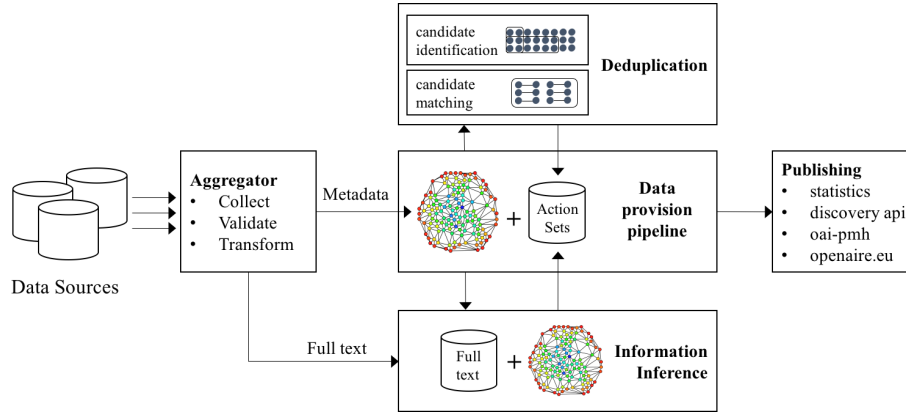 candidate
identification
Deduplication
candidate
matching
Aggregator
• Collect
• Validate
• Transform
Metadata
+
Action
Sets
Data
provision
pipeline
Publishing
• statistics
• discovery api
• oai-pmh
• openaire.eu
Data Sources
Full text
Full
text
+
Information
Inference